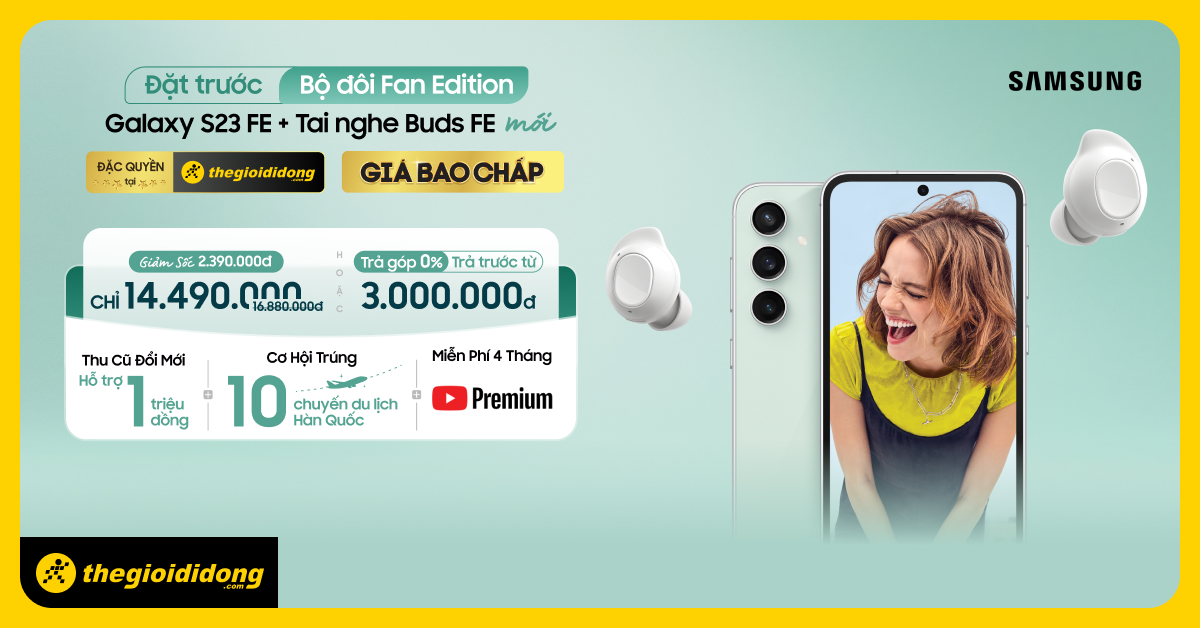 Đặt trước Bộ đôi Fan Edition
Galaxy S23 FE + Tai nghe Buds FE mới
ĐẶC QUYỀN tại thegioididong.com GIÁ BAO CHẤP
SAMSUNG
Giảm Sốc 2.390.000đ
CHỈ 14.490.000
16.880.000đ
HOẶC
Trả góp 0% Trả trước từ
3.000.000đ
Thu Cũ Đổi Mới
Hỗ trợ 1 triệu
đồng
Cơ Hội Trúng
10 chuyến du lịch
Hàn Quốc
Miễn Phí 4 Tháng
Premium
thegioididong.com